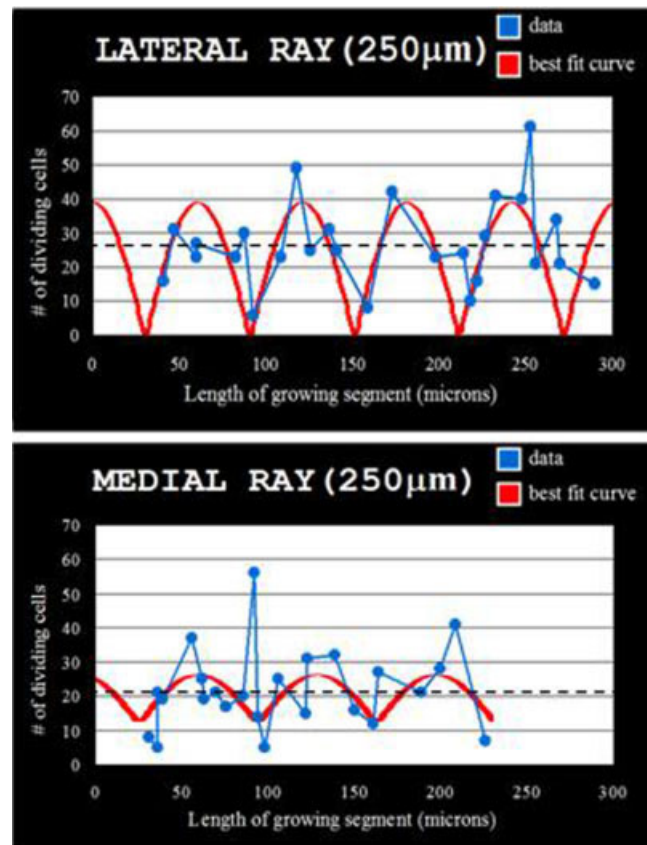 data
LATERAL RAY(250μm)
best fit curve
70
60
50
40
30
20
10
0
# of dividing cells
0 50 100 150 200 250 300
Length of growing segment (microns)
data
MEDIAL RAY(250μm)
best fit curve
70
60
50
40
30
20
10
0
# of dividing cells
0 50 100 150 200 250 300
Length of growing segment (microns)